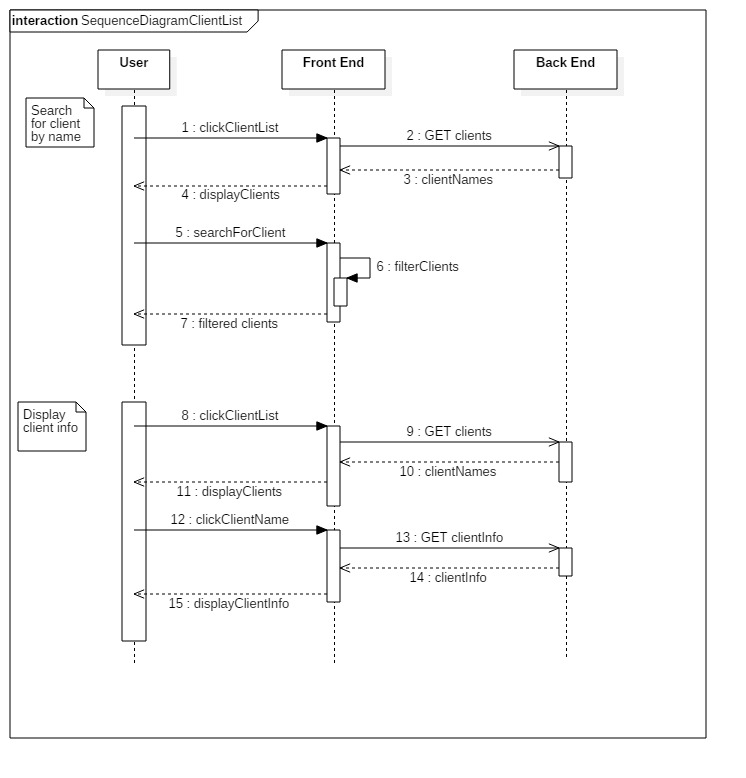 interaction SequenceDiagramClientList
User
Front End
Back End
Search
for client
by name
1 : clickClientList
2 : GET clients
3 : clientNames
4 : displayClients
5 : searchForClient
6 : filterClients
7 : filtered clients
Display
client info
8 : clickClientList
9 : GET clients
10 : clientNames
11 : displayClients
12 : clickClientName
13 : GET clientInfo
14 : clientInfo
15 : displayClientInfo